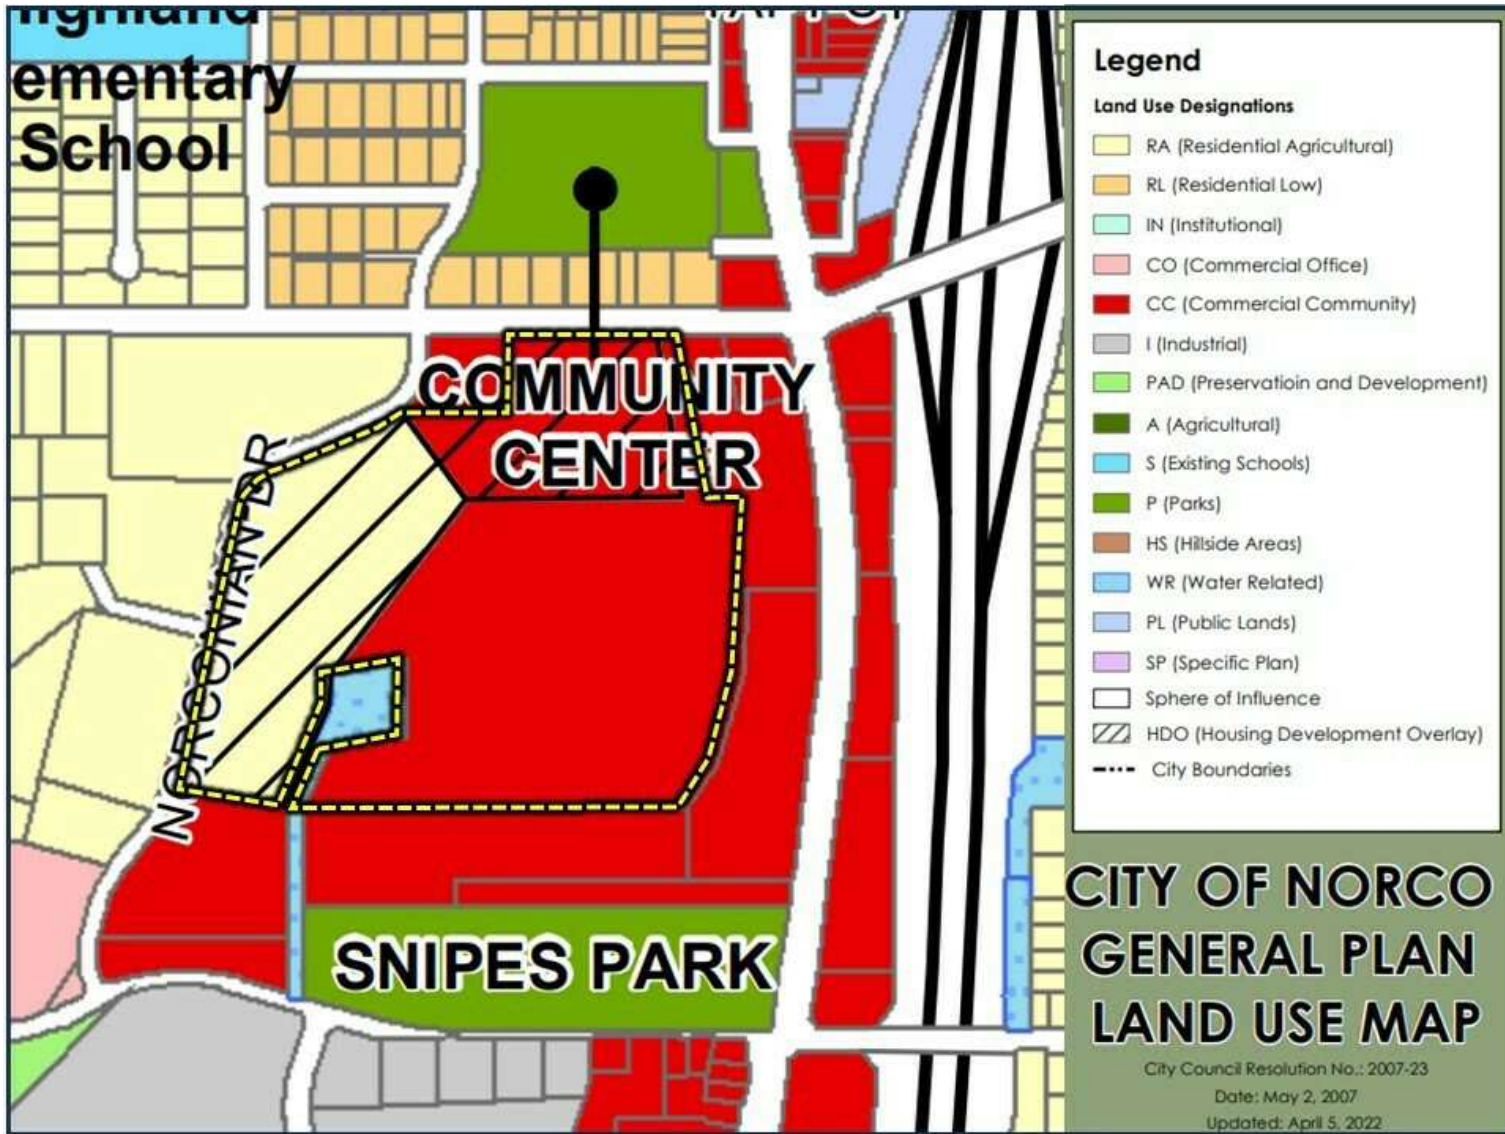 ementary
School
COMMUNITY
CENTER
NORCONIAN DR
SNIPES PARK
Legend
Land Use Designations
RA (Residential Agricultural)
RL (Residential Low)
IN (Institutional)
CO (Commercial Office)
CC (Commercial Community)
I (Industrial)
PAD (Preservatioin and Development)
A (Agricultural)
S (Existing Schools)
P (Parks)
HS (Hillside Areas)
WR (Water Related)
PL (Public Lands)
SP (Specific Plan)
Sphere of Influence
HDO (Housing Development Overlay)
City Boundaries
CITY OF NORCO
GENERAL PLAN
LAND USE MAP
City Council Resolution No.: 2007-23
Date: May 2, 2007
Updated: April 5, 2022